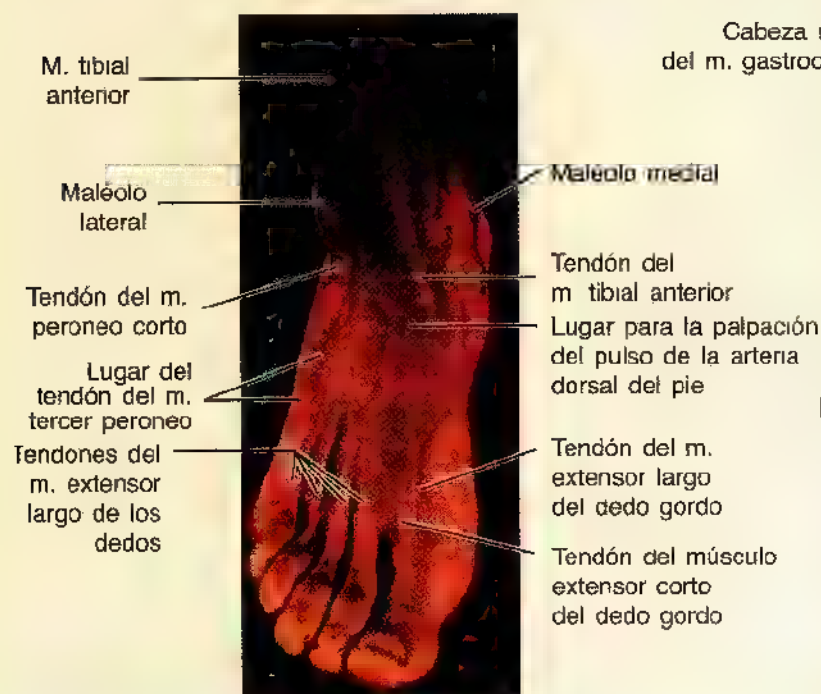 Cabeza
del m.
M. tibial
anterior
Maléolo
lateral
Tendón del m.
peroneo corto
Lugar del
tendón del m.
tercer peroneo
Tendones del
m. extensor
largo de los
dedos
Maléolo medial
Tendón del
m tibial anterior
Lugar para la palpación
del pulso de la arteria
dorsal del pie
Tendón del m.
extensor largo
del dedo gordo
Tendón del músculo
extensor corto
del dedo gordo